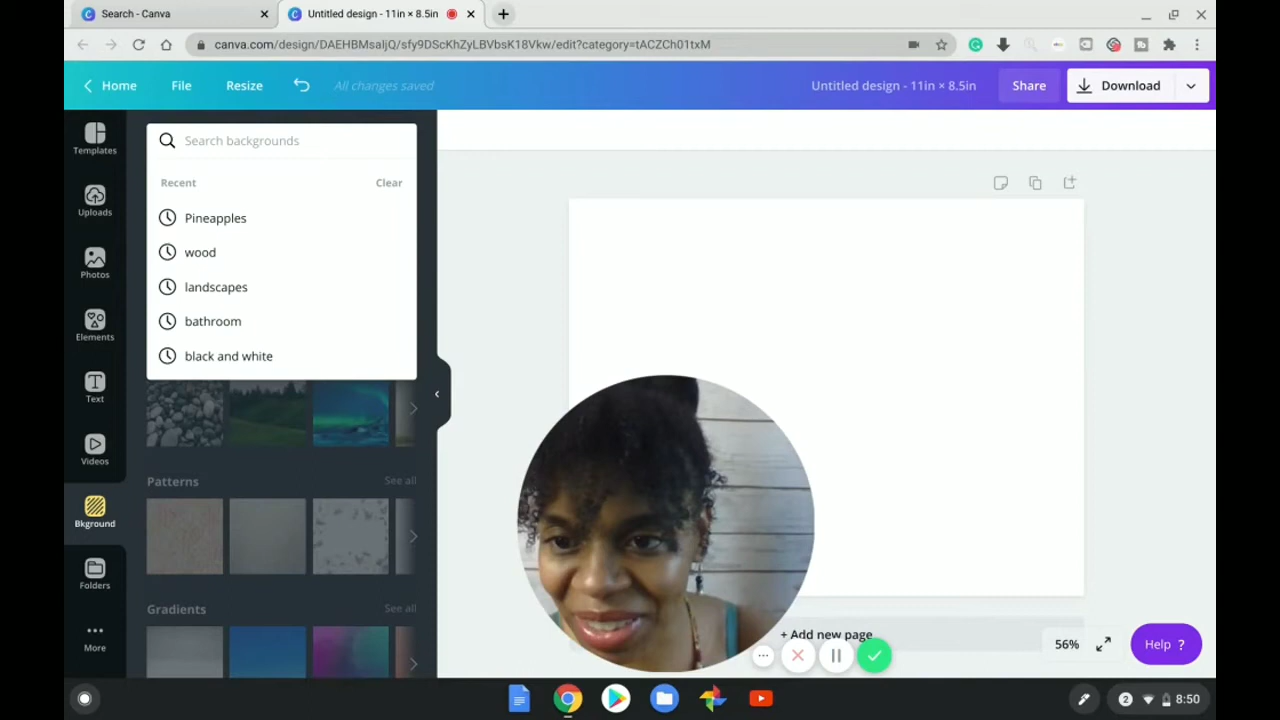 Search - Canva
Untitled design - 11in × 8.5in
canva.com/design/DAEHBMsaIjQ/sfy9DScKhZyLBVbsK18Vkw/edit?category=tACZCh01txM
Home
File
Resize
All changes saved
Untitled design - 11in × 8.5in
Share
Download
Templates
Uploads
Photos
Elements
Text
Videos
Bkground
Folders
More
Search backgrounds
Recent
Clear
Pineapples
wood
landscapes
bathroom
black and white
Patterns
See all
Gradients
See all
+ Add new page
56%
Help ?
2
8:50